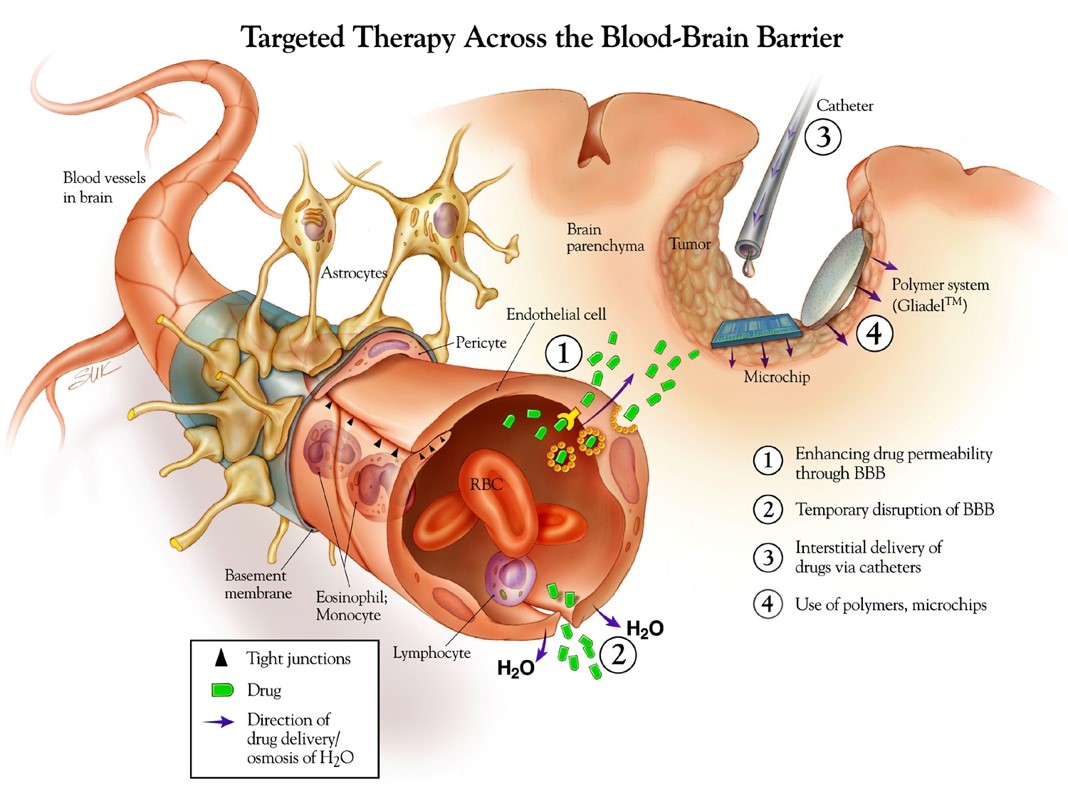 Targeted Therapy Across the Blood-Brain Barrier
Catheter
3
Blood vessels
in brain
Brain
parenchyma
Tumor
Astrocytes
Polymer system
(Gliadel™)
Endothelial cell
4
Pericyte
1
Microchip
RBC
1 Enhancing drug permeability
through BBB
2 Temporary disruption of BBB
3 Interstitial delivery of
drugs via catheters
4 Use of polymers, microchips
Basement
membrane
Eosinophil;
Monocyte
Lymphocyte
H2O
H2O
2
Tight junctions
Drug
Direction of
drug delivery/
osmosis of H2O